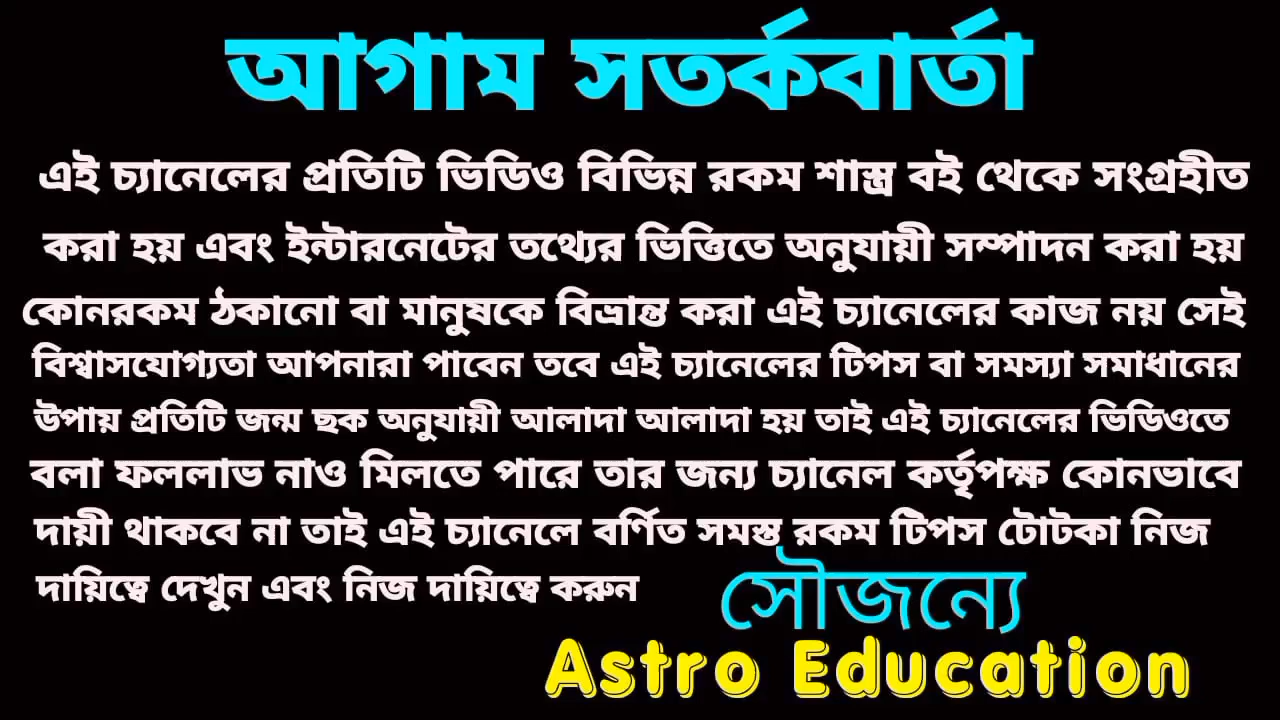 আগাম সতর্কবার্তা
এই চ্যানেলের প্রতিটি ভিডিও বিভিন্ন রকম শাস্ত্র বই থেকে সংগ্রহীত
করা হয় এবং ইন্টারনেটের তথ্যের ভিত্তিতে অনুযায়ী সম্পাদন করা হয়
কোনরকম ঠকানো বা মানুষকে বিভ্রান্ত করা এই চ্যানেলের কাজ নয় সেই
বিশ্বাসযোগ্যতা আপনারা পাবেন তবে এই চ্যানেলের টিপস বা সমস্যা সমাধানের
উপায় প্রতিটি জন্ম ছক অনুযায়ী আলাদা আলাদা হয় তাই এই চ্যানেলের ভিডিওতে
বলা ফললাভ নাও মিলতে পারে তার জন্য চ্যানেল কর্তৃপক্ষ কোনভাবে
দায়ী থাকবে না তাই এই চ্যানেলে বর্ণিত সমস্ত রকম টিপস টোটকা নিজ
দায়িত্বে দেখুন এবং নিজ দায়িত্বে করুন
সৌজন্যে
Astro Education